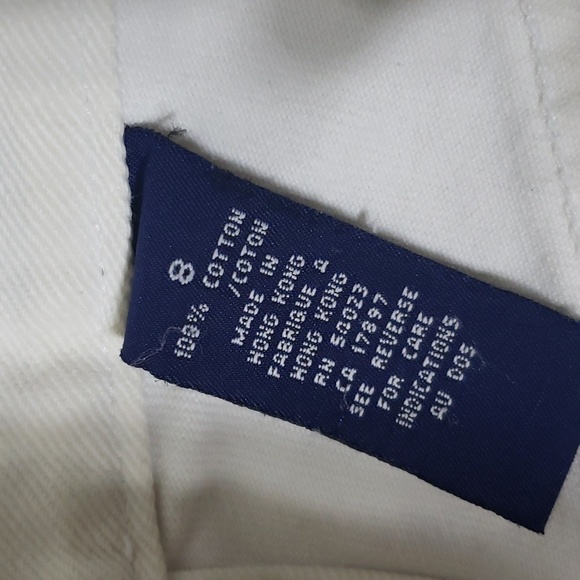 8
100% COTTON
/COTON
MADE IN
HONG KONG
FABRIQUE A
HONG KONG
RN 54023
CA 17897
SEE REVERSE
FOR CARE
INDICATIONS
AU DOS